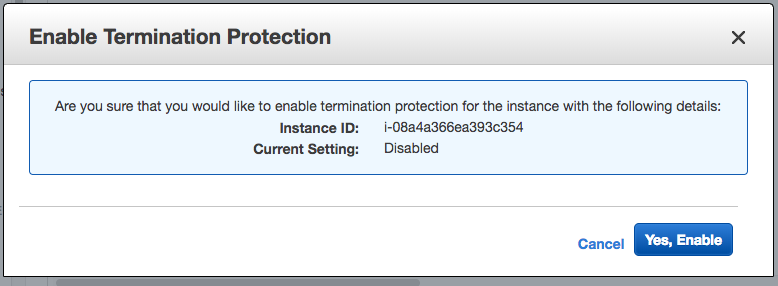 Enable Termination Protection
Are you sure that you would like to enable termination protection for the instance with the following details:
Instance ID: i-08a4a366ea393c354
Current Setting: Disabled
Cancel Yes, Enable